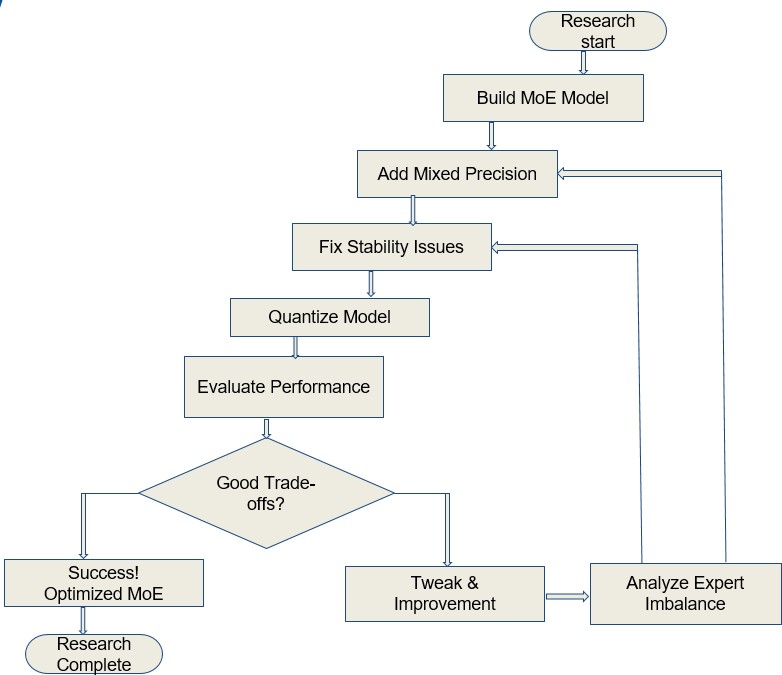 Research
start
Build MoE Model
Add Mixed Precision
Fix Stability Issues
Quantize Model
Evaluate Performance
Good Trade-
offs?
Success!
Optimized MoE
Tweak &
Improvement
Analyze Expert
Imbalance
Research
Complete